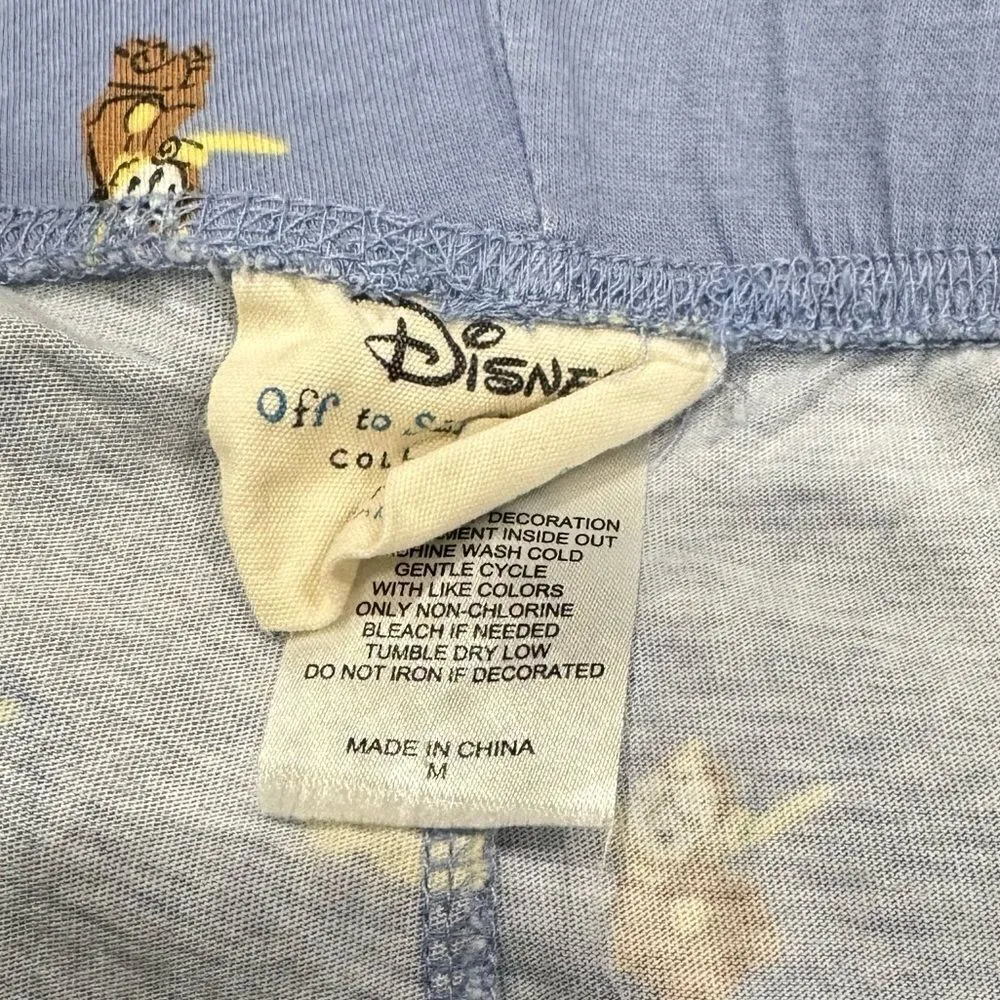 DISNE
Off to
COLL
DECORATION
MENT INSIDE OUT
HINE WASH COLD
GENTLE CYCLE
WITH LIKE COLORS
ONLY NON-CHLORINE
BLEACH IF NEEDED
TUMBLE DRY LOW
DO NOT IRON IF DECORATED
MADE IN CHINA
M